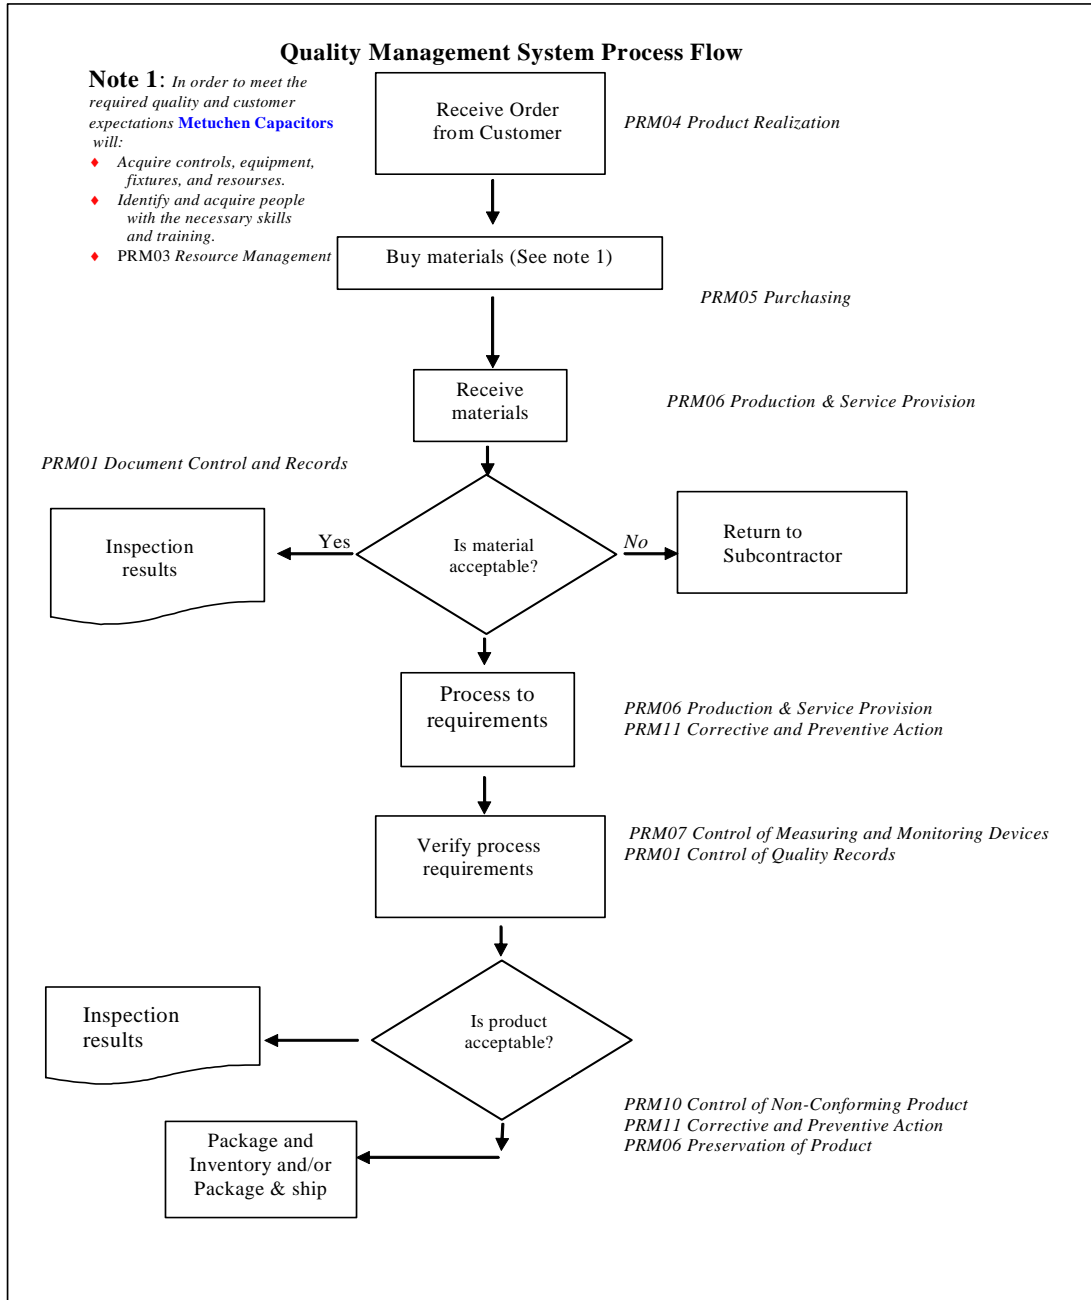 Quality Management System Process Flow
Note 1: In order to meet the
required quality and customer
expectations Metuchen Capacitors
will:
♦ Acquire controls, equipment,
fixtures, and resourses.
♦ Identify and acquire people
with the necessary skills
and training.
♦ PRM03 Resource Management
Receive Order
from Customer
PRM04 Product Realization
Buy materials (See note 1)
PRM05 Purchasing
Receive
materials
PRM06 Production & Service Provision
PRM01 Document Control and Records
Inspection
results
Yes
Is material
acceptable?
No
Return to
Subcontractor
Process to
requirements
PRM06 Production & Service Provision
PRM11 Corrective and Preventive Action
Verify process
requirements
PRM07 Control of Measuring and Monitoring Devices
PRM01 Control of Quality Records
Inspection
results
Is product
acceptable?
PRM10 Control of Non-Conforming Product
PRM11 Corrective and Preventive Action
PRM06 Preservation of Product
Package and
Inventory and/or
Package & ship